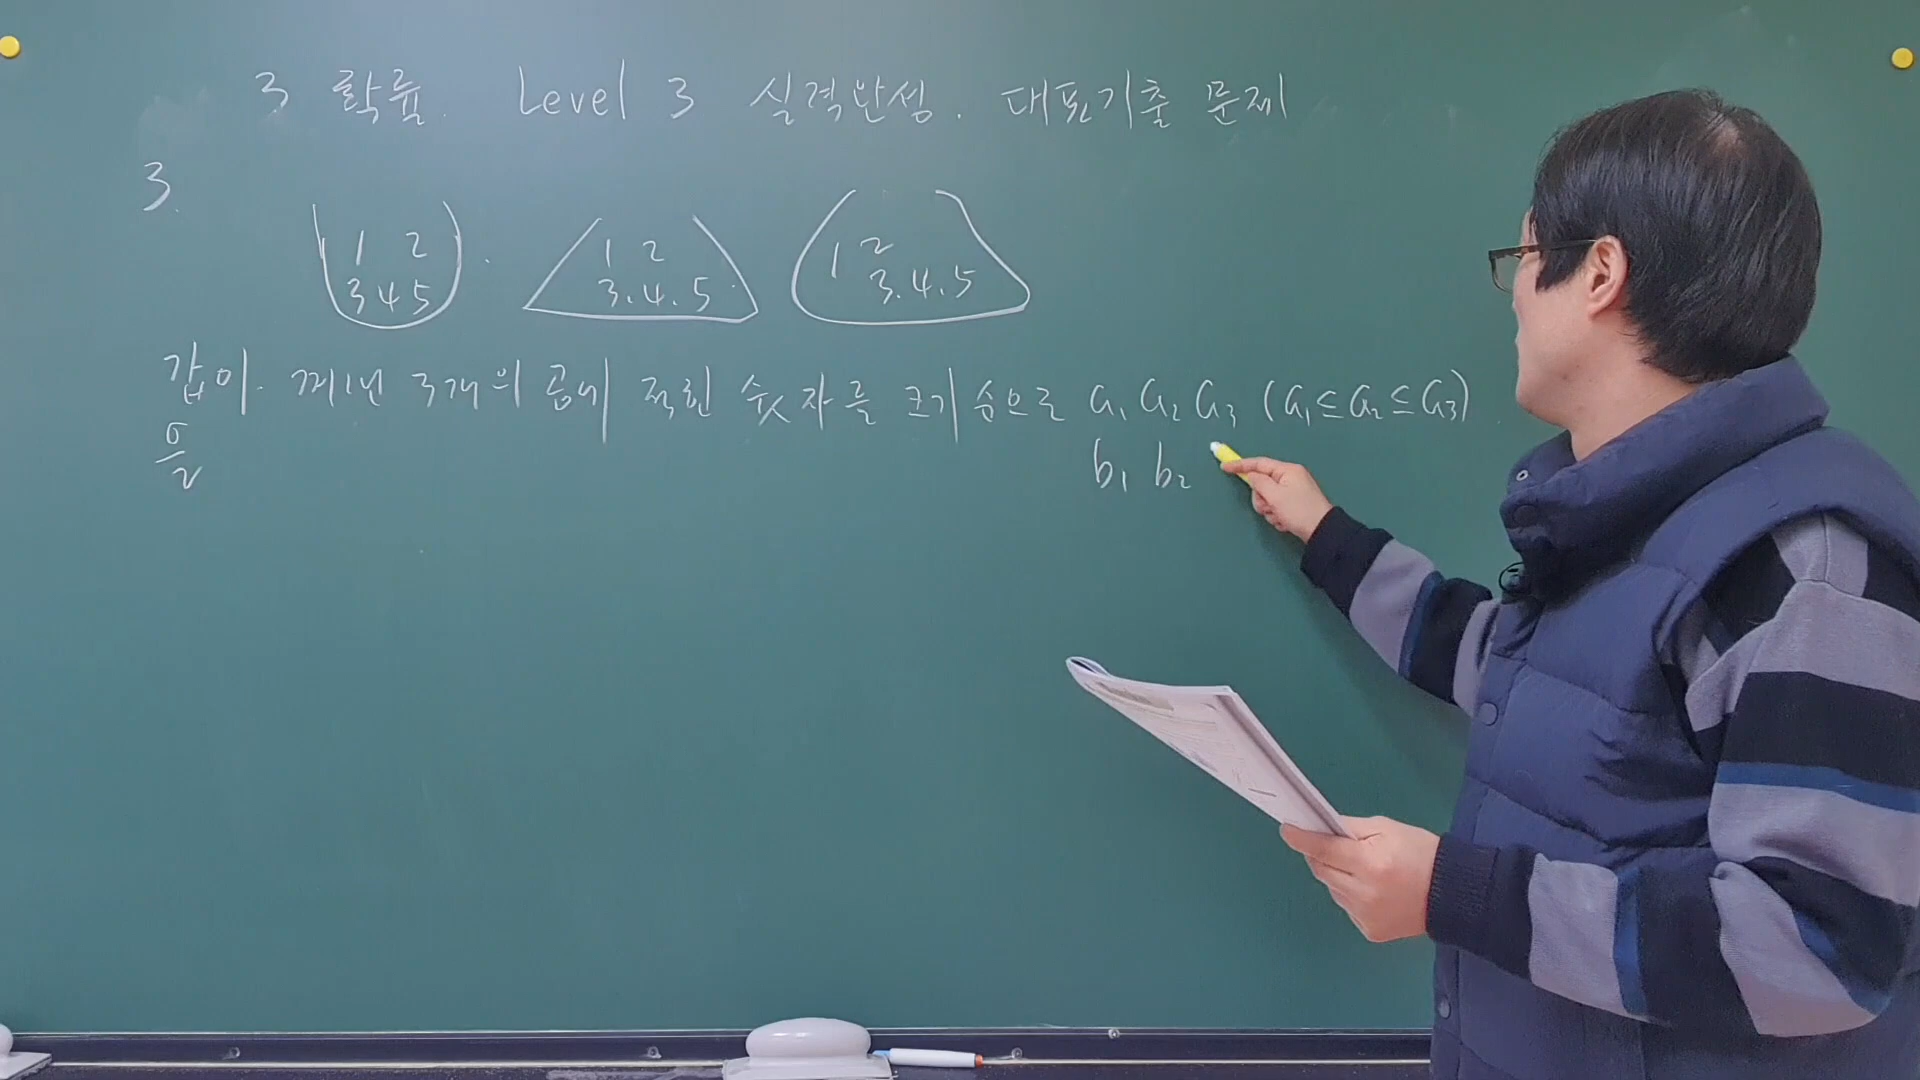 3 확률. Level 3 실력완성. 대표기출 문제
3.
1 2
3 4 5
1 2
3. 4. 5
1 2
3. 4. 5
갑이. 꺼낸 3개의 공에 적힌 숫자를 크기 순으로 a₁ a₂ a₃ (a₁≤a₂≤a₃)
b₁ b₂